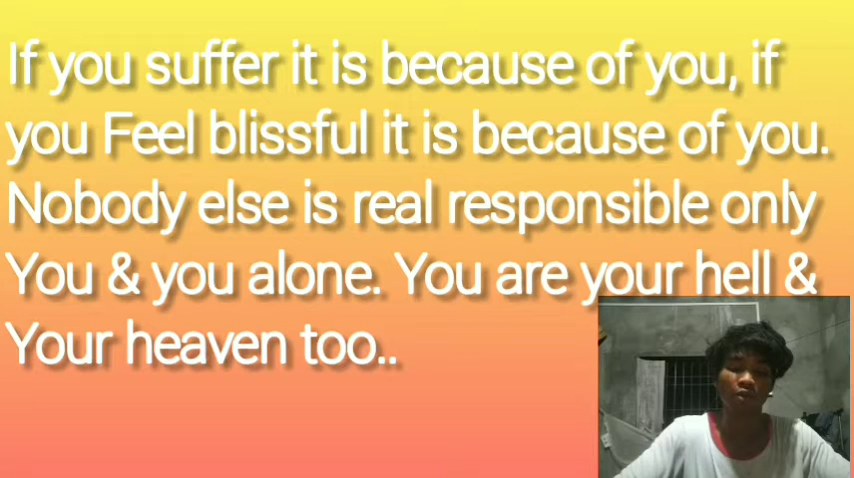 If you suffer it is because of you, if
you Feel blissful it is because of you.
Nobody else is real responsible only
You & you alone. You are your hell &
Your heaven too..